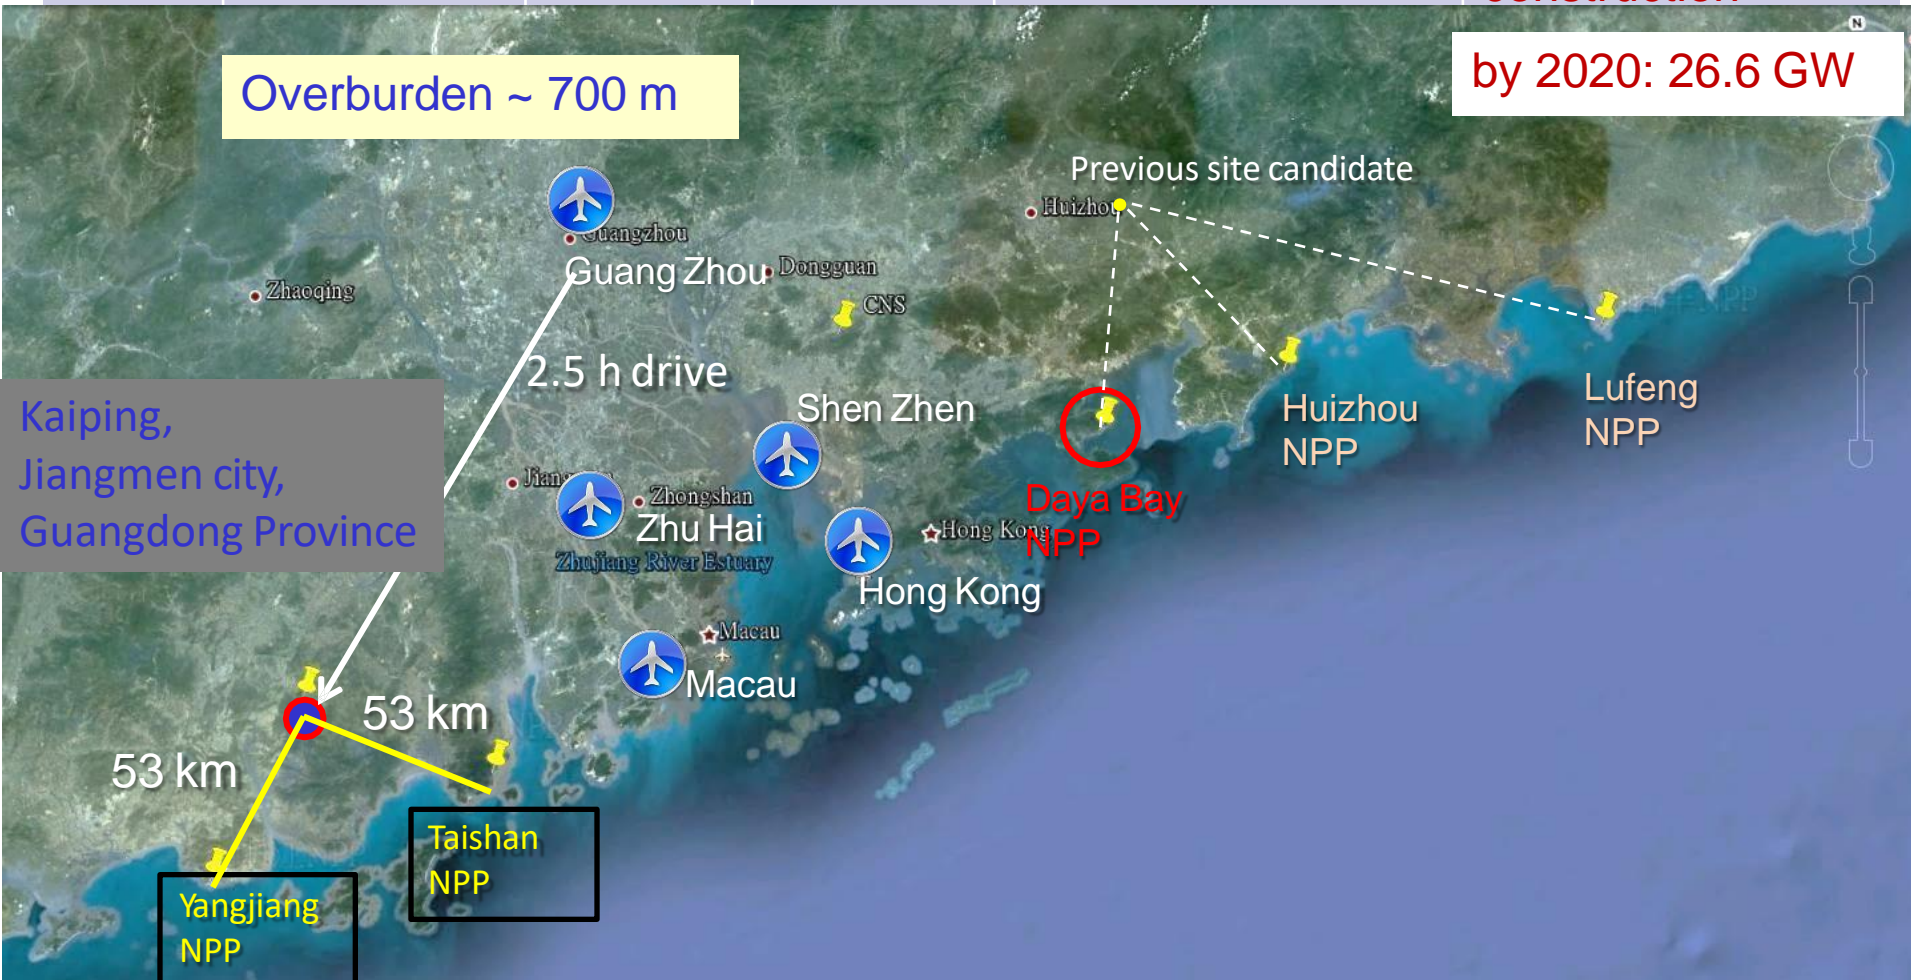 construction
by 2020: 26.6 GW
Overburden ~ 700 m
Previous site candidate
Huizhou
Guangzhou
Guang Zhou
Dongguan
Zhaoqing
CNS
2.5 h drive
Kaiping,
Jiangmen city,
Guangdong Province
Shen Zhen
Huizhou
NPP
Lufeng
NPP
Daya Bay
NPP
Zhongshan
Zhu Hai
Zhujiang River Estuary
Hong Kong
Hong Kong
Macau
Macau
53 km
53 km
Taishan
NPP
Yangjiang
NPP
N